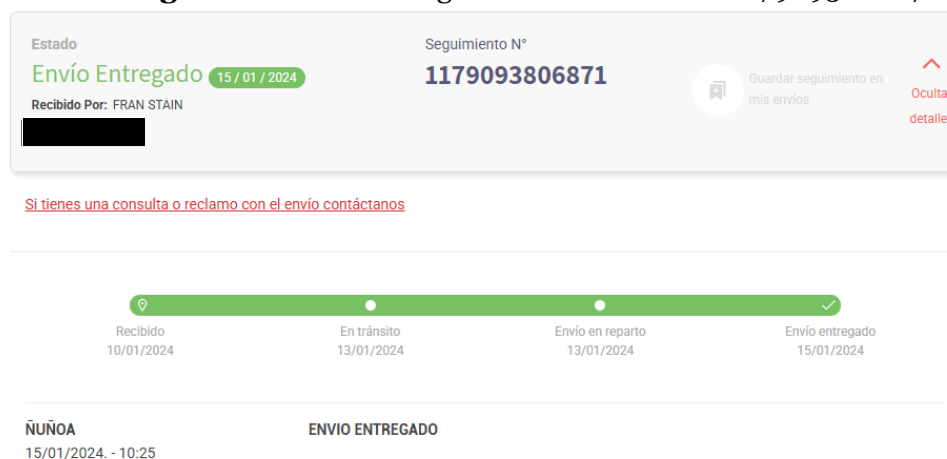 Estado
Envío Entregado 15 / 01 / 2024
Recibido Por: FRAN STAIN
Seguimiento N°
1179093806871
Guardar seguimiento en
mis envíos
Oculta
detalle
Si tienes una consulta o reclamo con el envío contáctanos
Recibido
10/01/2024
En tránsito
13/01/2024
Envío en reparto
13/01/2024
Envío entregado
15/01/2024
ÑUÑOA
15/01/2024. - 10:25
ENVIO ENTREGADO